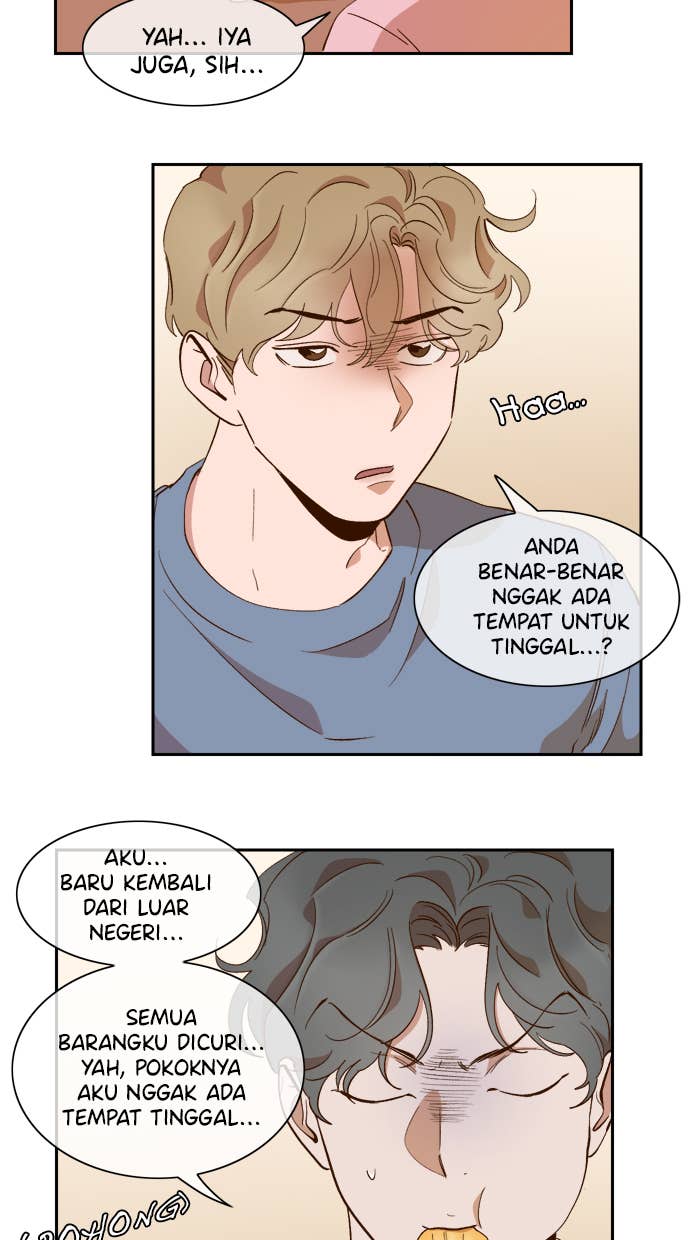 YAH... IYA
JUGA, SIH...
Haa...
ANDA
BENAR-BENAR
NGGAK ADA
TEMPAT UNTUK
TINGGAL...?
AKU...
BARU KEMBALI
DARI LUAR
NEGERI...
SEMUA
BARANGKU DICURI...
YAH, POKOKNYA
AKU NGGAK ADA
TEMPAT TINGGAL...
(BOHONG)